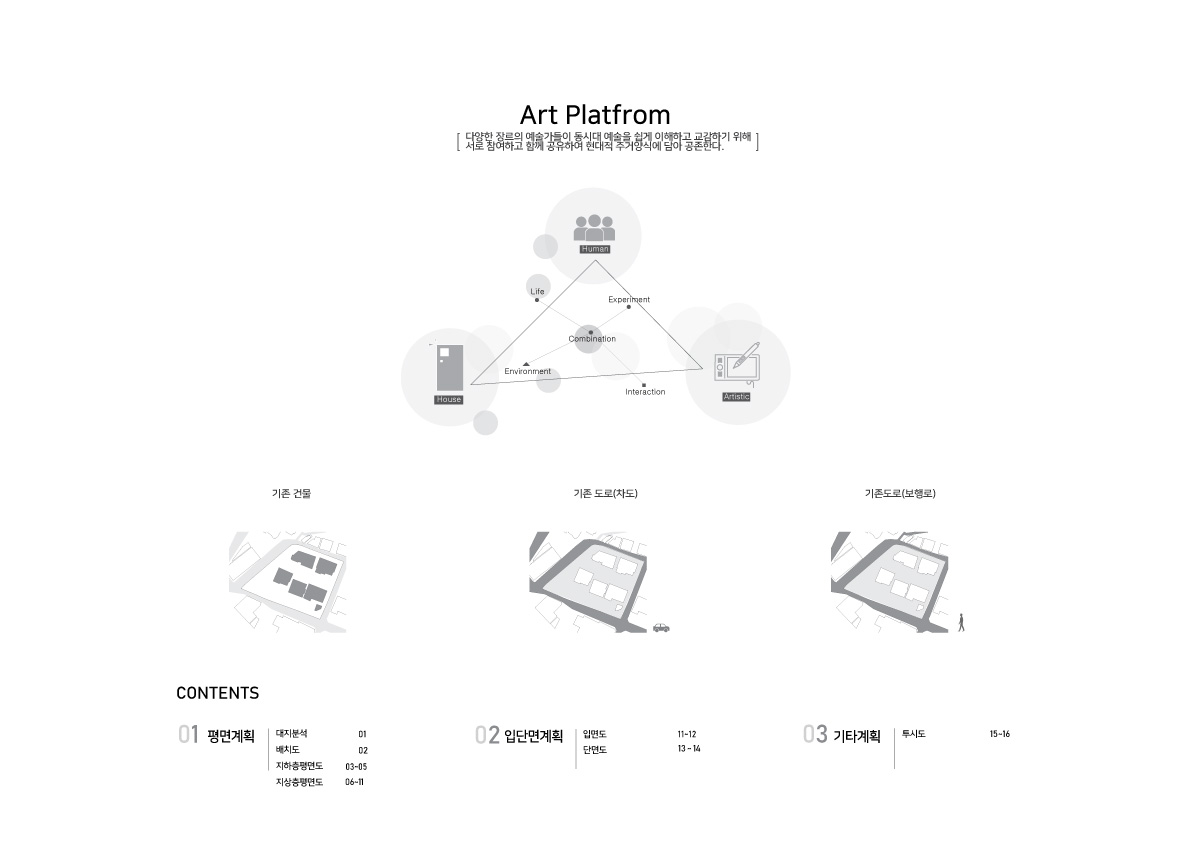 Art Platfrom
[ 다양한 장르의 예술가들이 동시대 예술을 쉽게 이해하고 교감하기 위해
서로 참여하고 함께 공유하여 현대적 주거양식에 담아 공존한다. ]
Human
Life
Experiment
Combination
Environment
House
Interaction
Artistic
기존 건물
기존 도로(차도)
기존도로(보행로)
CONTENTS
01 평면계획
대지분석 01
배치도 02
지하층평면도 03~05
지상층평면도 06~11
02 입단면계획
입면도 11~12
단면도 13 ~ 14
03 기타계획
투시도 15~16